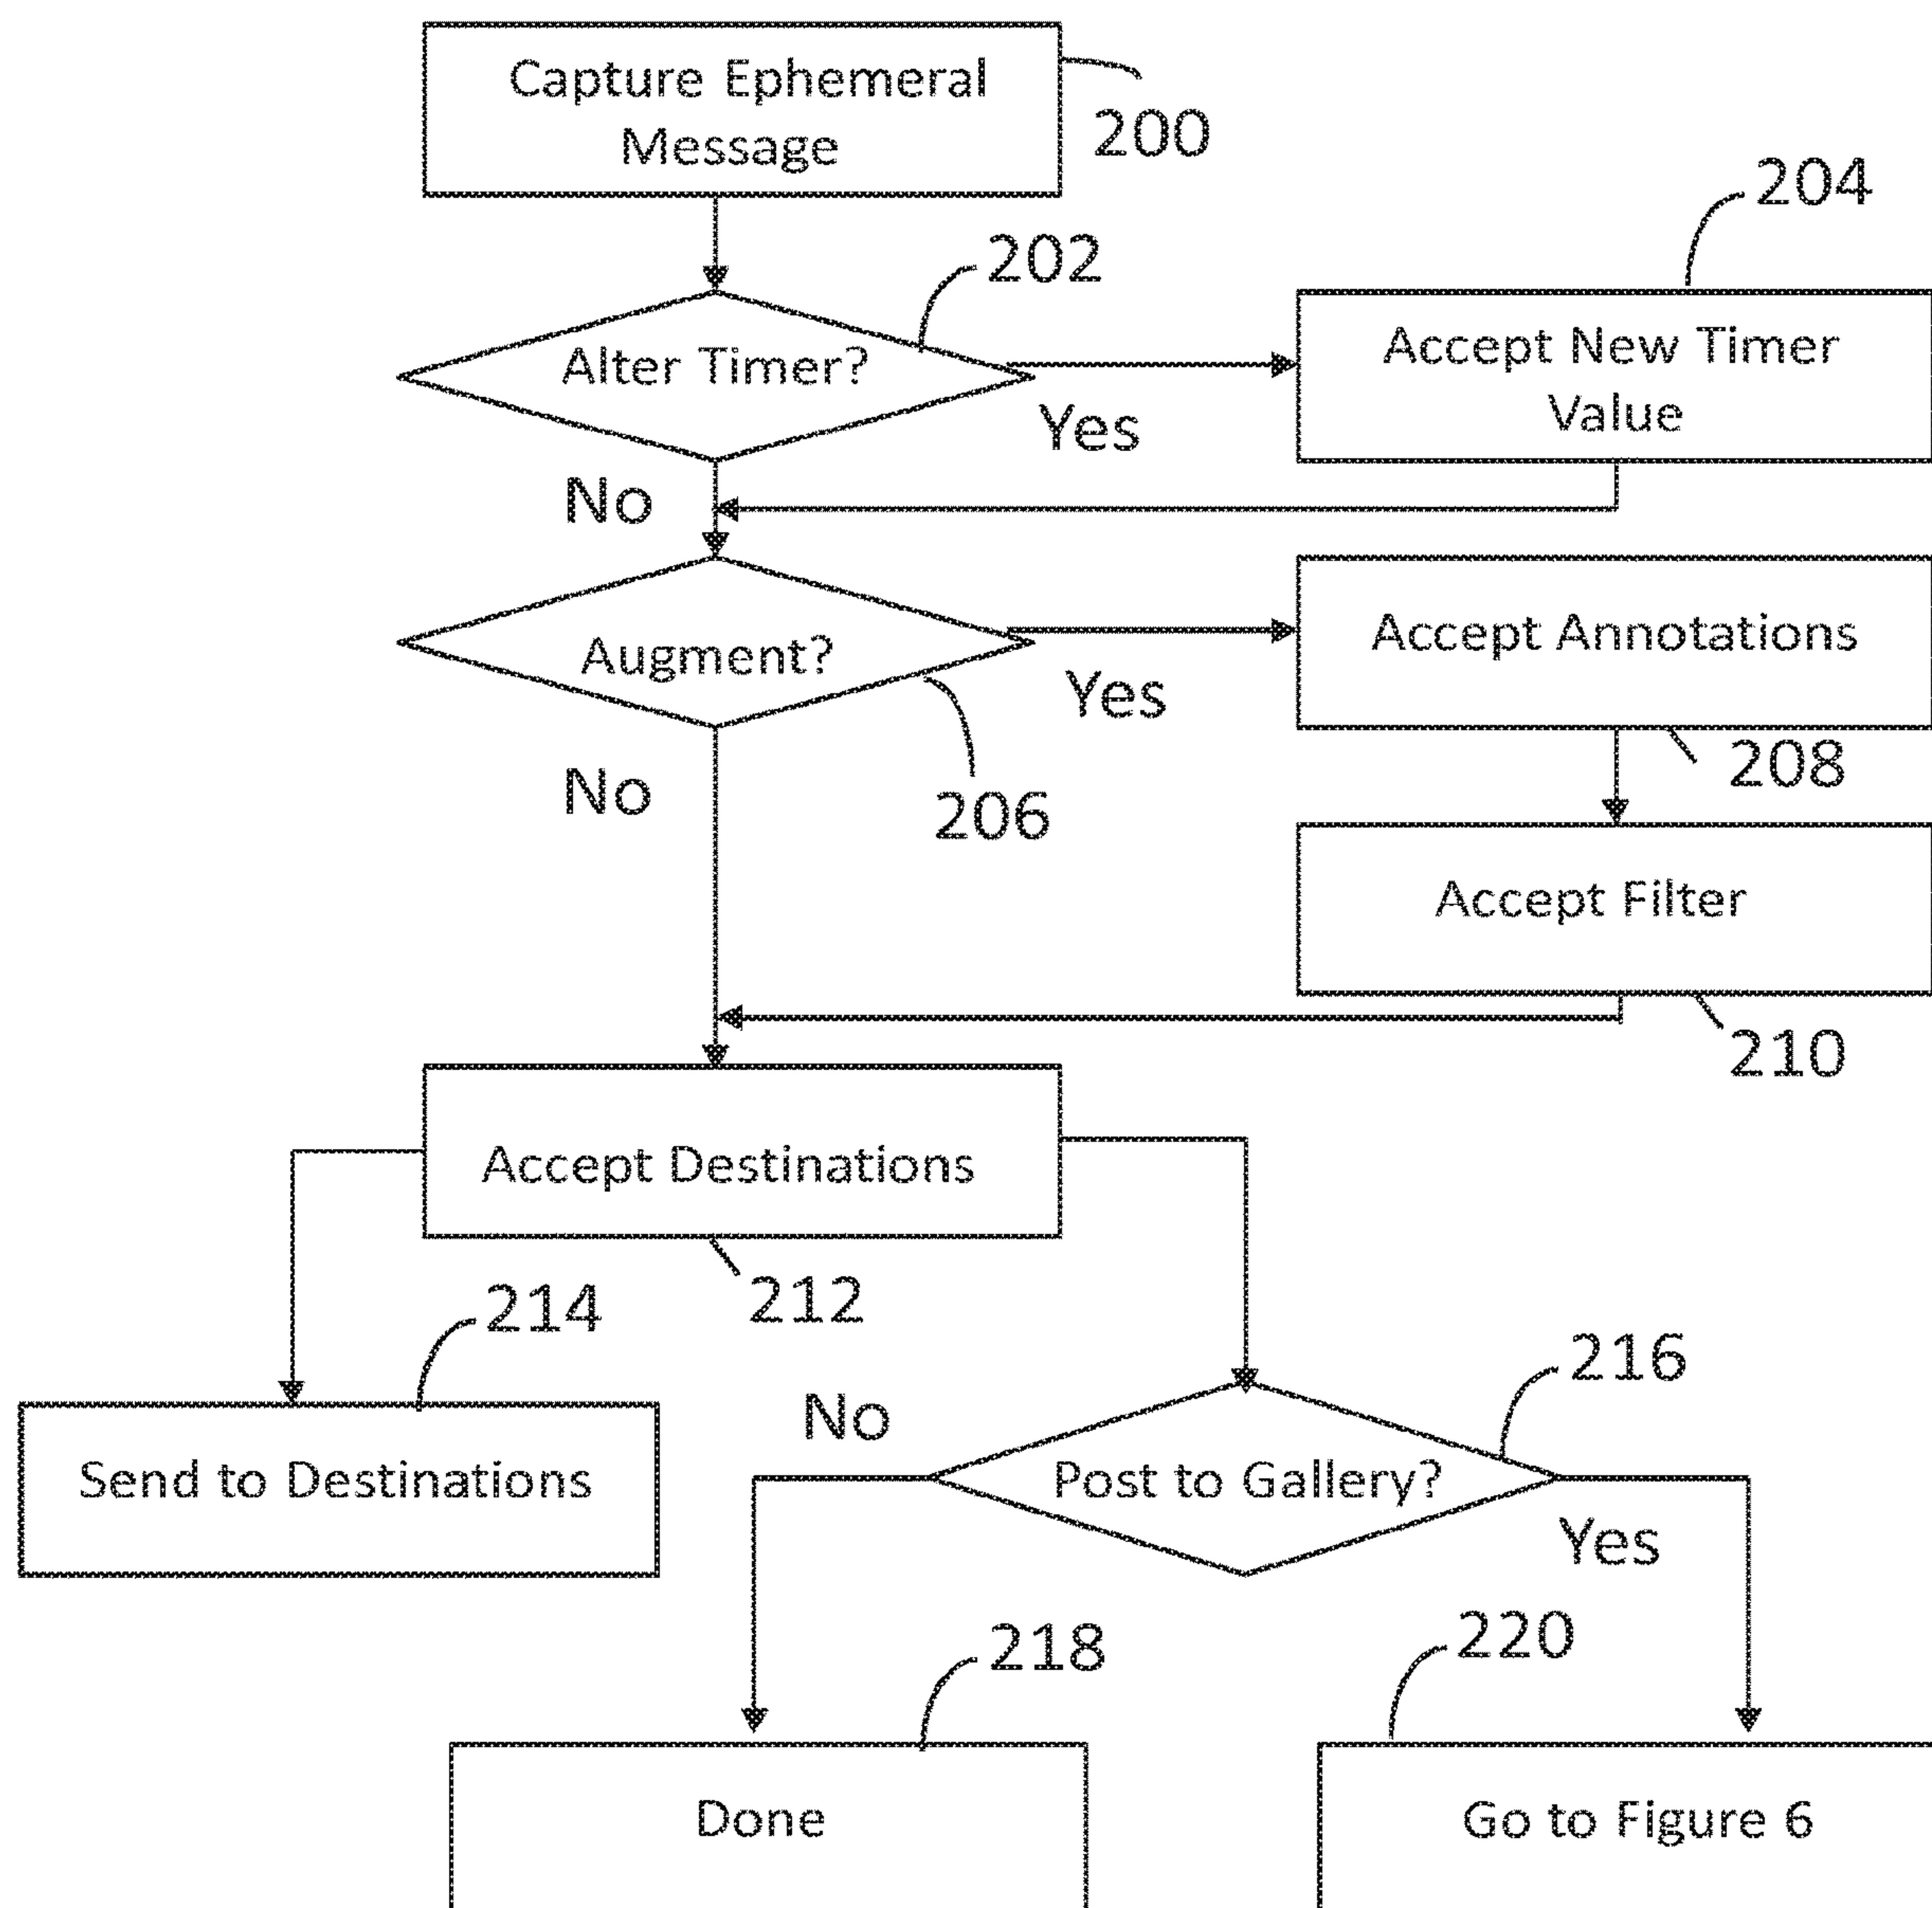 Capture Ephemeral
Message
200
204
202
Alter Timer?
Accept New Timer
Value
Yes
No
Augment?
Accept Annotations
Yes
208
No
206
Accept Filter
210
Accept Destinations
212
214
216
No
Send to Destinations
Post to Gallery?
Yes
218
220
Done
Go to Figure 6